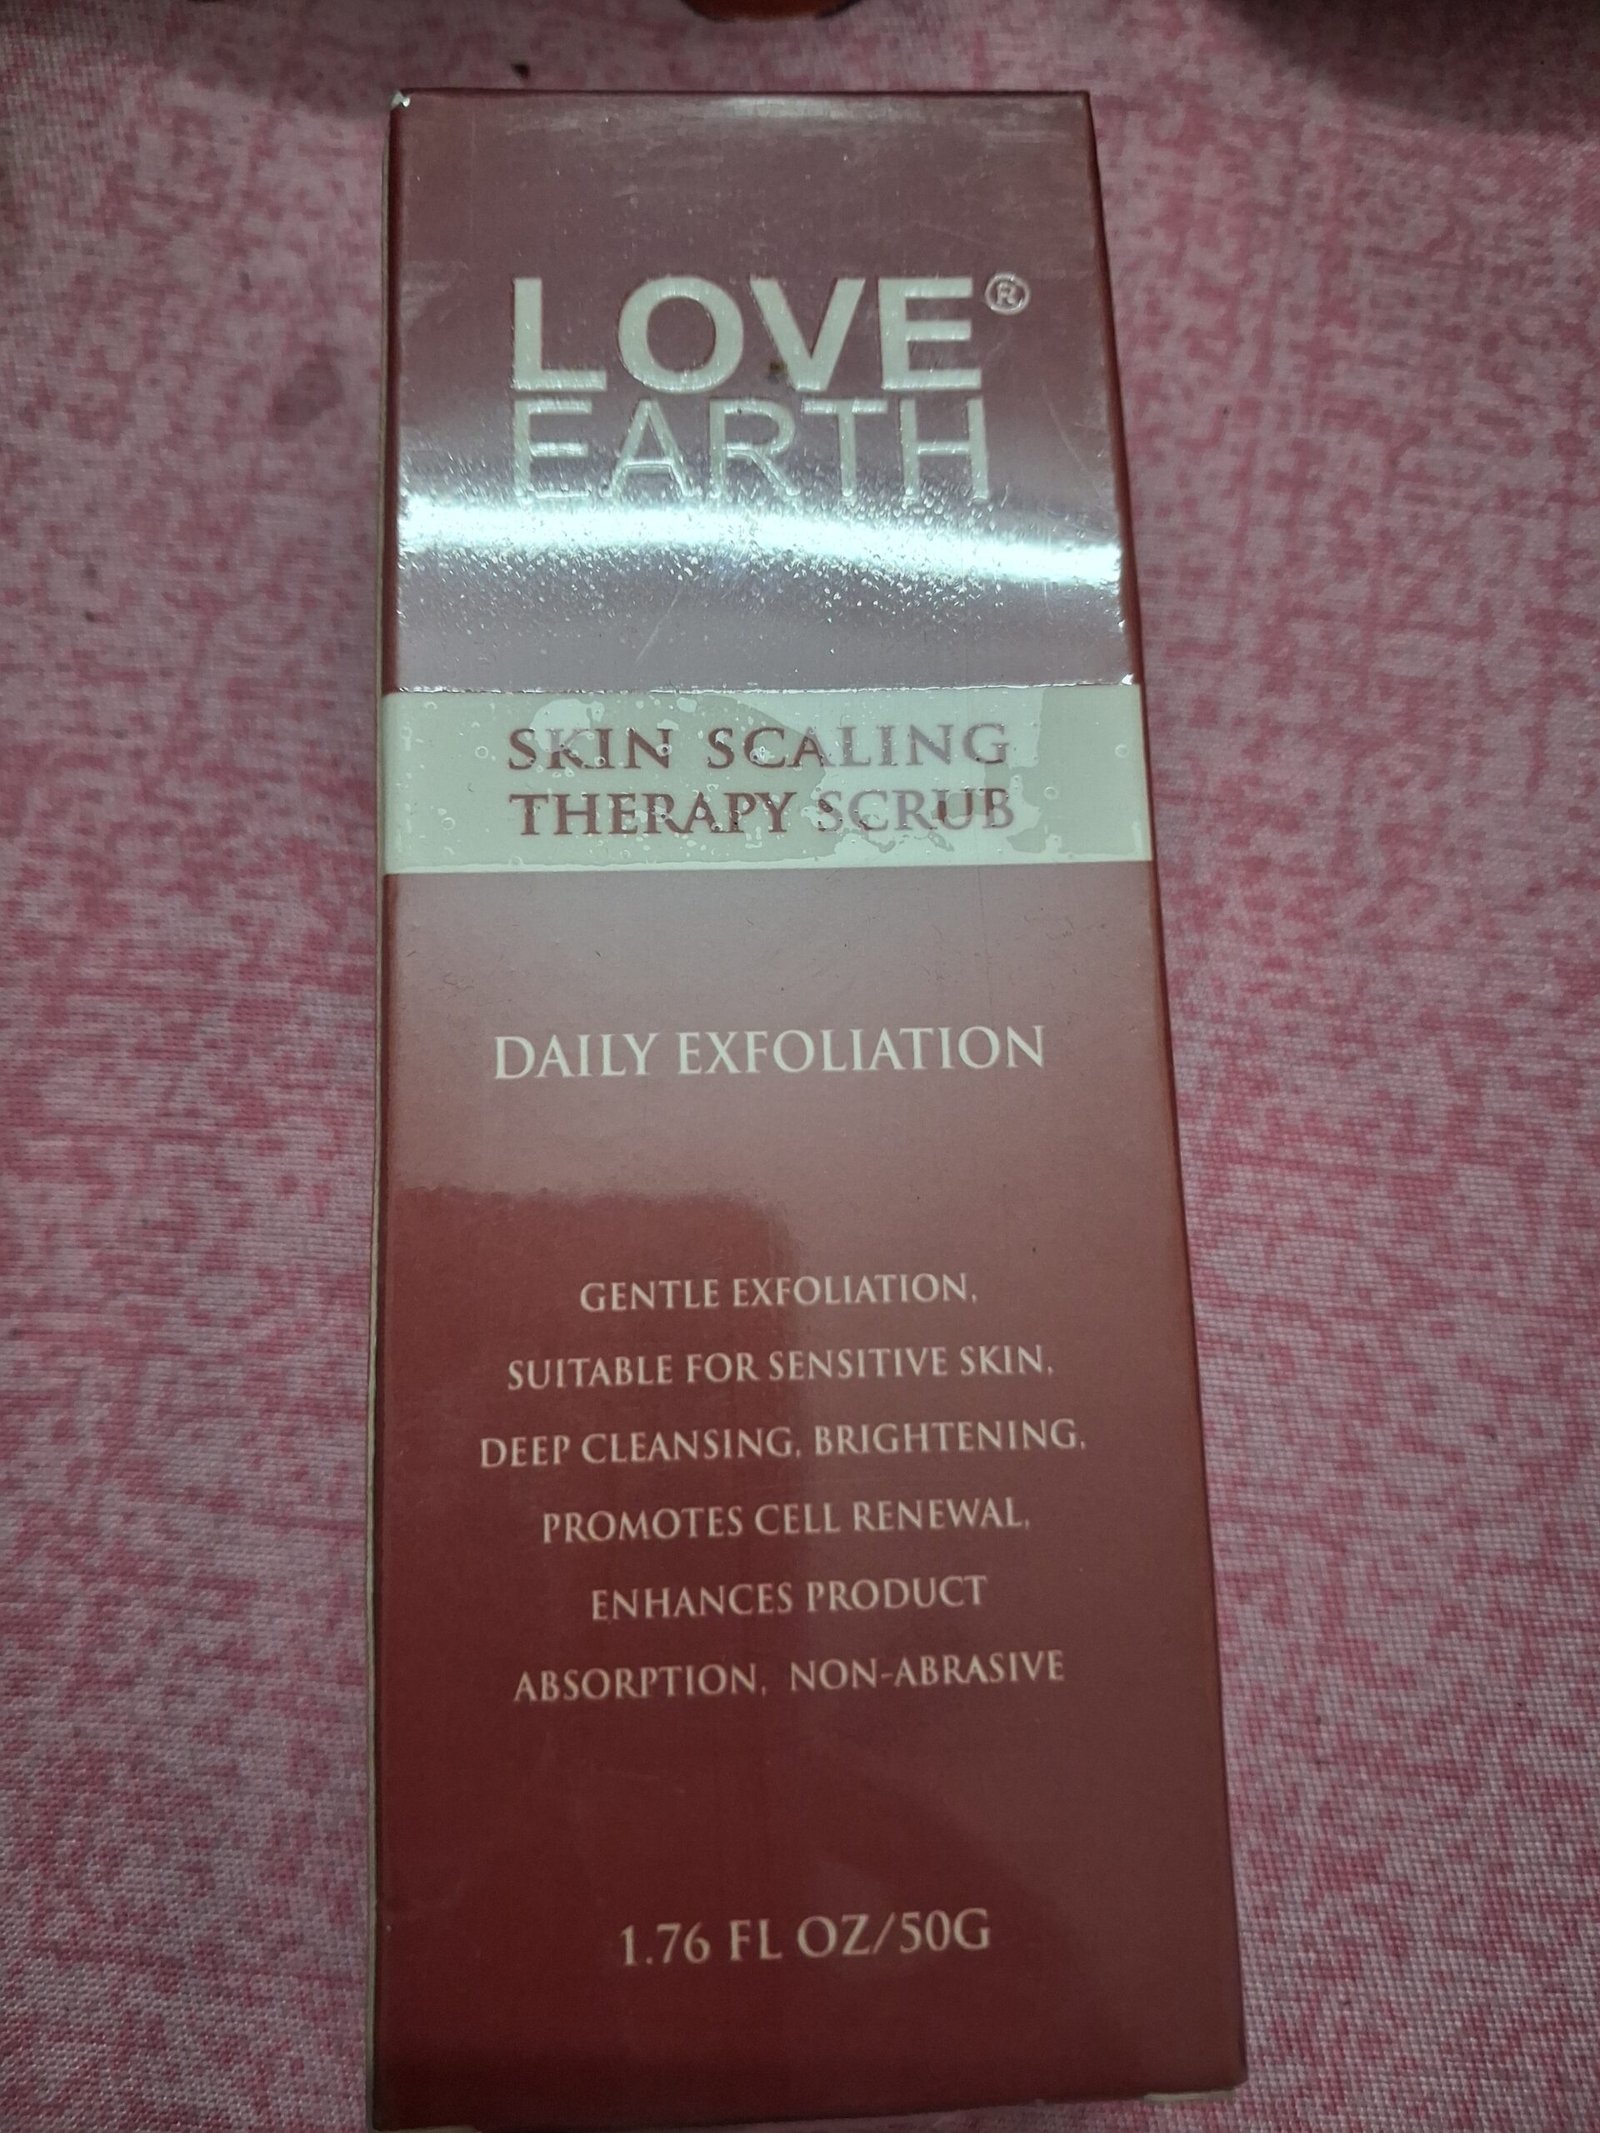 LOVE®
EARTH
SKIN SCALING
THERAPY SCRUB
DAILY EXFOLIATION
GENTLE EXFOLIATION,
SUITABLE FOR SENSITIVE SKIN,
DEEP CLEANSING, BRIGHTENING,
PROMOTES CELL RENEWAL,
ENHANCES PRODUCT
ABSORPTION, NON-ABRASIVE
1.76 FL OZ/50G